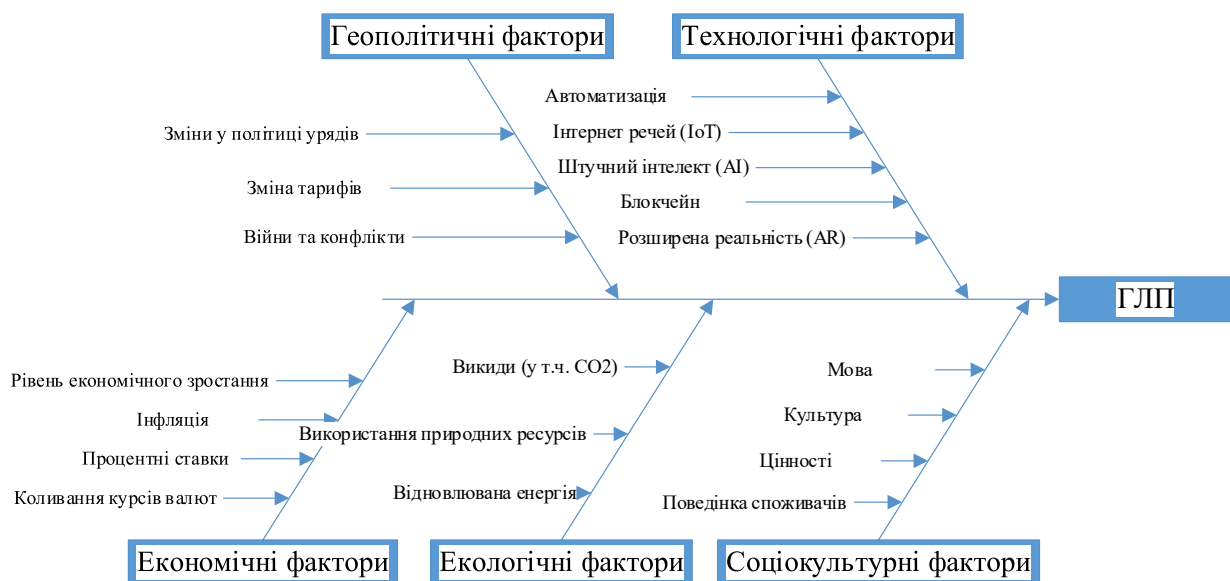 Геополітичні фактори
Технологічні фактори
Автоматизація
Зміни у політиці урядів
Інтернет речей (IoT)
Штучний інтелект (AI)
Зміна тарифів
Блокчейн
Війни та конфлікти
Розширена реальність (AR)
ГЛП
Викиди (у т.ч. CO2)
Мова
Рівень економічного зростання
Інфляція
Культура
Використання природних ресурсів
Процентні ставки
Цінності
Коливання курсів валют
Відновлювана енергія
Поведінка споживачів
Економічні фактори
Екологічні фактори
Соціокультурні фактори